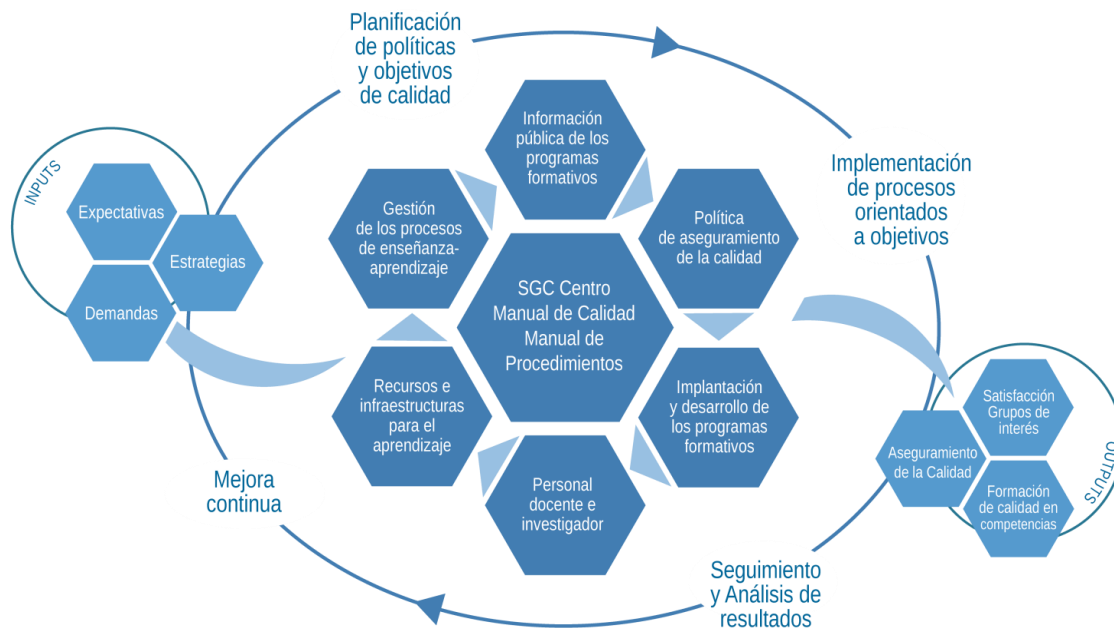 Planificación
de políticas
y objetivos
de calidad
INPUTS
Expectativas
Estrategias
Demandas
Información
pública de los
programas
formativos
Gestión
de los procesos
de enseñanza-
aprendizaje
Política
de aseguramiento
de la calidad
SGC Centro
Manual de Calidad
Manual de
Procedimientos
Recursos e
infraestructuras
para el
aprendizaje
Implantación
y desarrollo de
los programas
formativos
Personal
docente e
investigador
Implementación
de procesos
orientados
a objetivos
Satisfacción
Grupos de
interés
Aseguramiento
de la Calidad
Formación
de calidad en
competencias
OUTPUTS
Mejora
continua
Seguimiento
y Análisis de
resultados